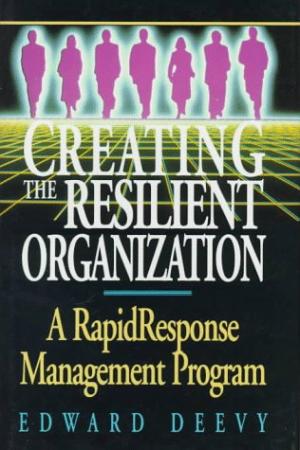 CREATING
THE RESILIENT
ORGANIZATION
A RapidResponse
Management Program
EDWARD DEEVY